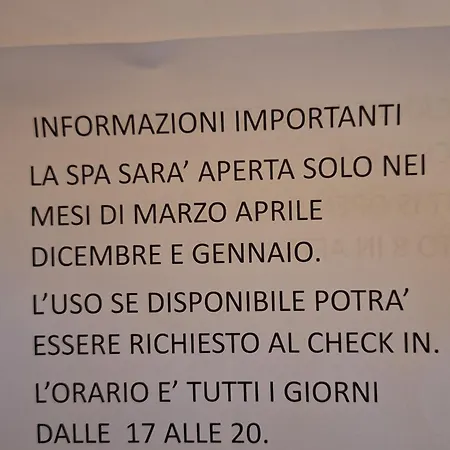 INFORMAZIONI IMPORTANTI
LA SPA SARA' APERTA SOLO NEI
MESI DI MARZO APRILE
DICEMBRE E GENNAIO.
L'USO SE DISPONIBILE POTRA'
ESSERE RICHIESTO AL CHECK IN.
L'ORARIO E' TUTTI I GIORNI
DALLE  17 ALLE 20.